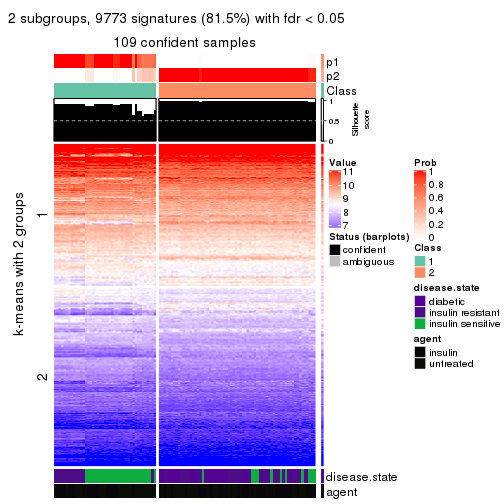 2 subgroups, 9773 signatures (81.5%) with fdr < 0.05
109 confident samples
p1
p2
Class
1
0.5
0
Silhouette
score
k-means with 2 groups
1
2
Value
11
10
9
8
7
Status (barplots)
confident
ambiguous
Prob
1
0.8
0.6
0.4
0.2
0
Class
1
2
disease.state
diabetic
insulin resistant
insulin sensitive
agent
insulin
untreated
disease.state
agent